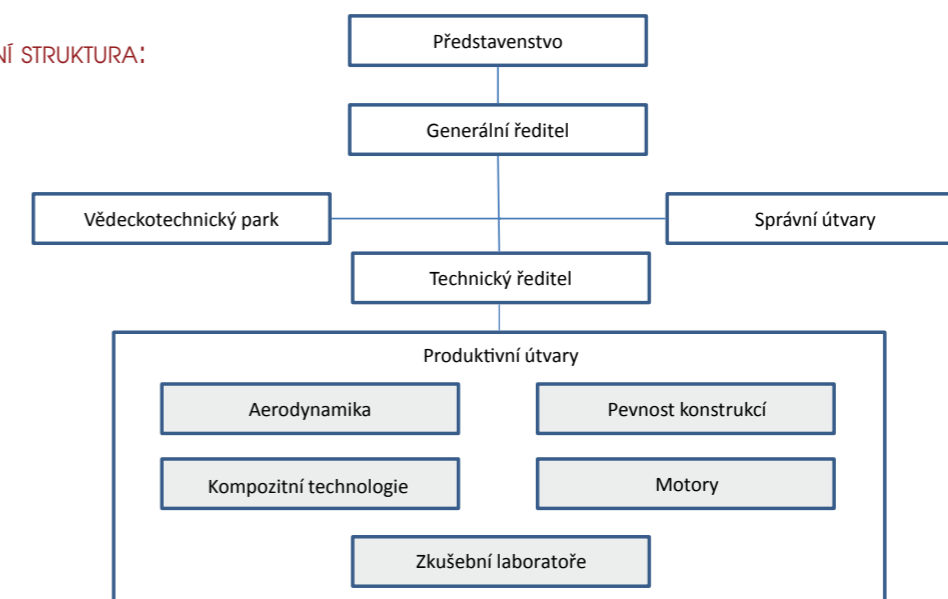 NÍ STRUKTURA:
Představenstvo
Generální ředitel
Vědeckotechnický park
Správní útvary
Technický ředitel
Produktivní útvary
Aerodynamika
Pevnost konstrukcí
Kompozitní technologie
Motory
Zkušební laboratoře